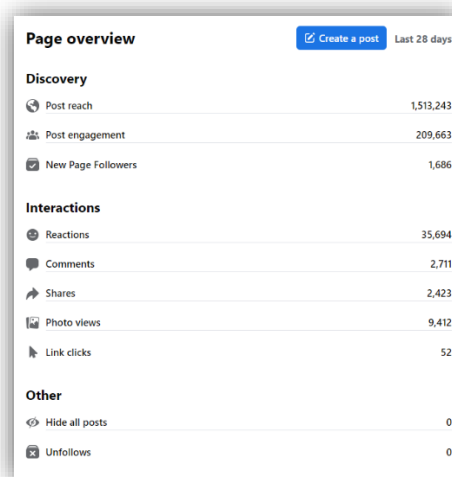 Page overview
Create a post
Last 28 days
Discovery
Post reach 1,513,243
Post engagement 209,663
New Page Followers 1,686
Interactions
Reactions 35,694
Comments 2,711
Shares 2,423
Photo views 9,412
Link clicks 52
Other
Hide all posts 0
Unfollows 0